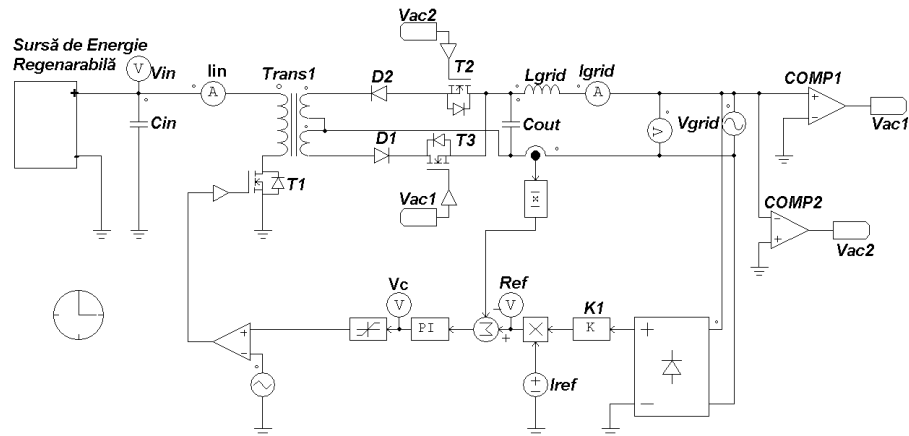 Vac2
Sursă de Energie
Regenarabilă
V
Vin
Iin
A
Trans1
D2
T2
Lgrid
Igrid
A
COMP1
Cin
D1
T3
Cout
V
Vgrid
Vac1
T1
Vac1
|x|
COMP2
Vac2
Vc
V
Ref
V
K1
PI
Σ
K
Iref